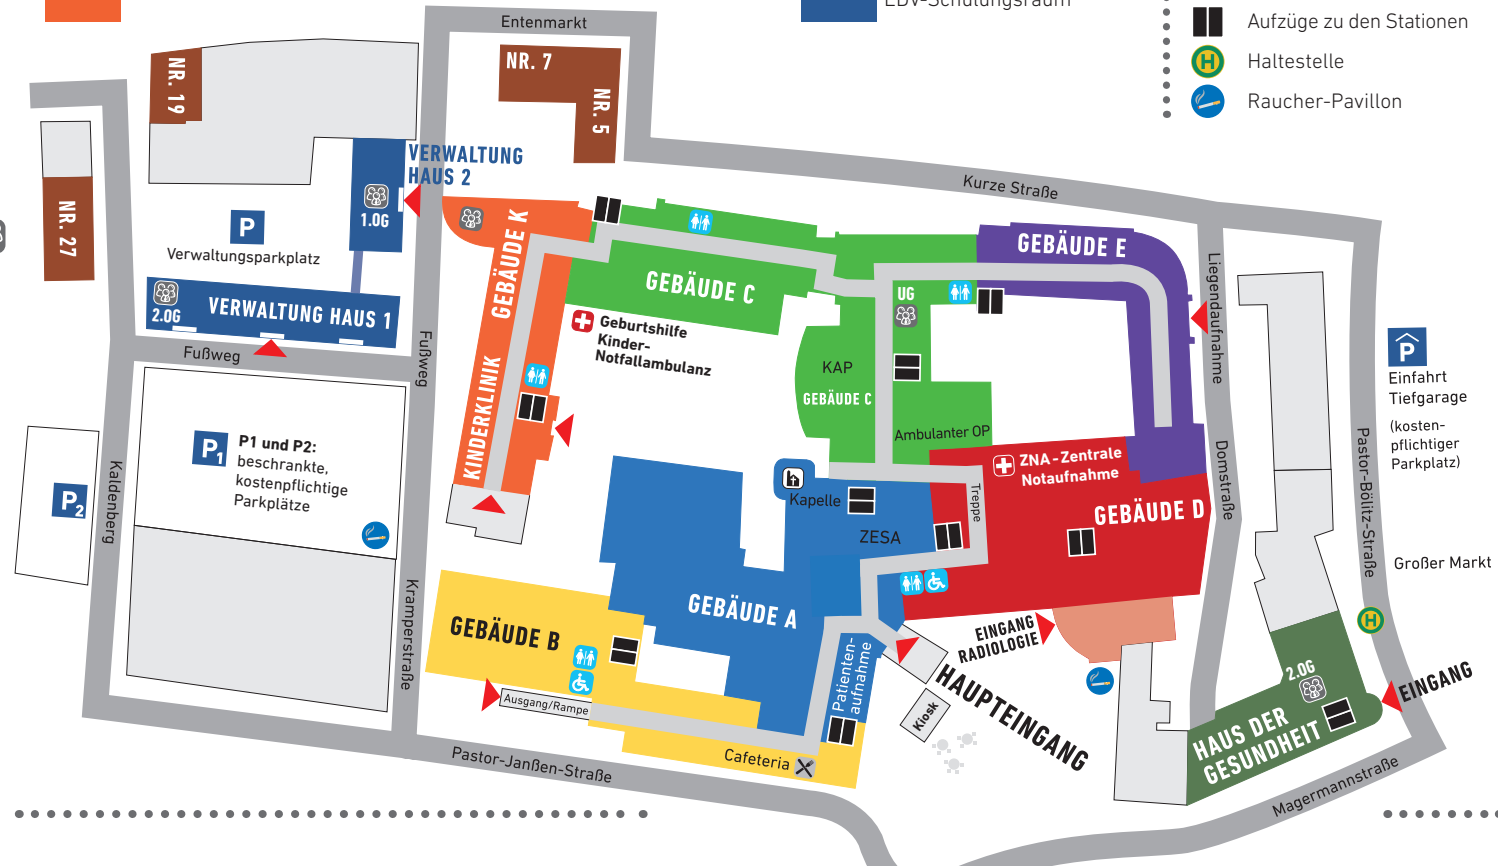 EDV-Schulungsraum
Aufzüge zu den Stationen
H
Haltestelle
Raucher-Pavillon
Entenmarkt
NR. 19
NR. 7
NR. 5
NR. 27
VERWALTUNG
HAUS 2
1.OG
P
Verwaltungsparkplatz
2.OG
VERWALTUNG HAUS 1
Fußweg
Fußweg
Kurze Straße
GEBÄUDE K
KINDERKLINIK
GEBÄUDE C
Geburtshilfe
Kinder-
Notfallambulanz
UG
KAP
GEBÄUDE C
Ambulanter OP
GEBÄUDE E
Liegendaufnahme
Domstraße
P
Einfahrt
Tiefgarage
(kosten-
pflichtiger
Parkplatz)
Pastor-Bölitz-Straße
Großer Markt
P1
P1 und P2:
beschrankte,
kostenpflichtige
Parkplätze
P2
Kaldenberg
Kramperstraße
Kapelle
ZESA
Treppe
ZNA-Zentrale
Notaufnahme
GEBÄUDE D
GEBÄUDE A
GEBÄUDE B
Ausgang/Rampe
Patienten-
aufnahme
Cafeteria
EINGANG
RADIOLOGIE
HAUPTEINGANG
Kiosk
H
2.OG
EINGANG
HAUS DER
GESUNDHEIT
Pastor-Janßen-Straße
Magermannstraße